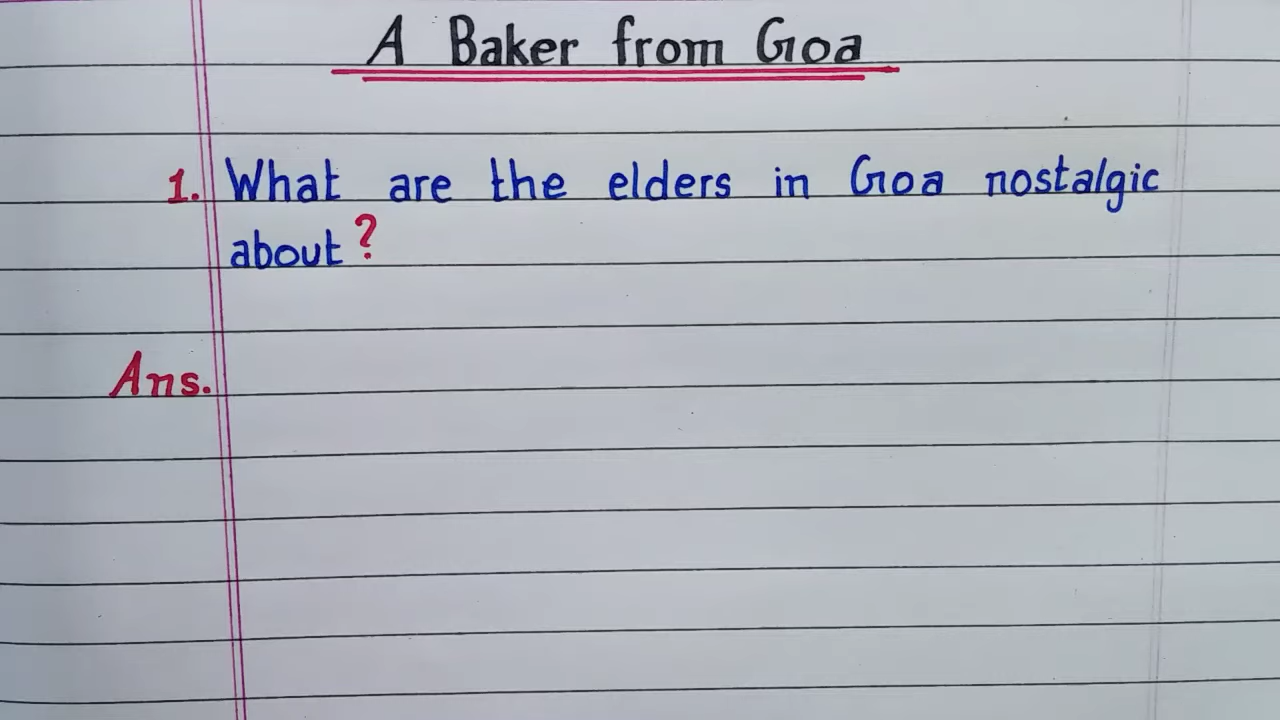 A Baker from Goa
1. What are the elders in Goa nostalgic
about?
Ans.